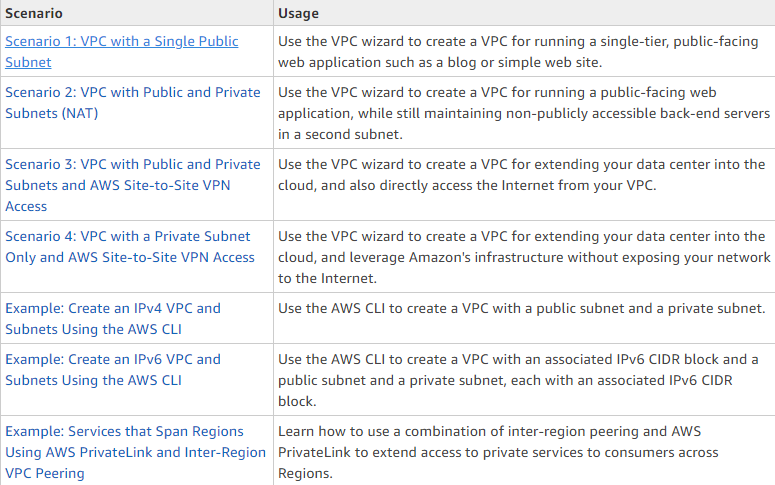 Scenario Usage
Scenario 1: VPC with a Single Public
Subnet
Use the VPC wizard to create a VPC for running a single-tier, public-facing
web application such as a blog or simple web site.
Scenario 2: VPC with Public and Private
Subnets (NAT)
Use the VPC wizard to create a VPC for running a public-facing web
application, while still maintaining non-publicly accessible back-end servers
in a second subnet.
Scenario 3: VPC with Public and Private
Subnets and AWS Site-to-Site VPN
Access
Use the VPC wizard to create a VPC for extending your data center into the
cloud, and also directly access the Internet from your VPC.
Scenario 4: VPC with a Private Subnet
Only and AWS Site-to-Site VPN Access
Use the VPC wizard to create a VPC for extending your data center into the
cloud, and leverage Amazon's infrastructure without exposing your network
to the Internet.
Example: Create an IPv4 VPC and
Subnets Using the AWS CLI
Use the AWS CLI to create a VPC with a public subnet and a private subnet.
Example: Create an IPv6 VPC and
Subnets Using the AWS CLI
Use the AWS CLI to create a VPC with an associated IPv6 CIDR block and a
public subnet and a private subnet, each with an associated IPv6 CIDR
block.
Example: Services that Span Regions
Using AWS PrivateLink and Inter-Region
VPC Peering
Learn how to use a combination of inter-region peering and AWS
PrivateLink to extend access to private services to consumers across
Regions.